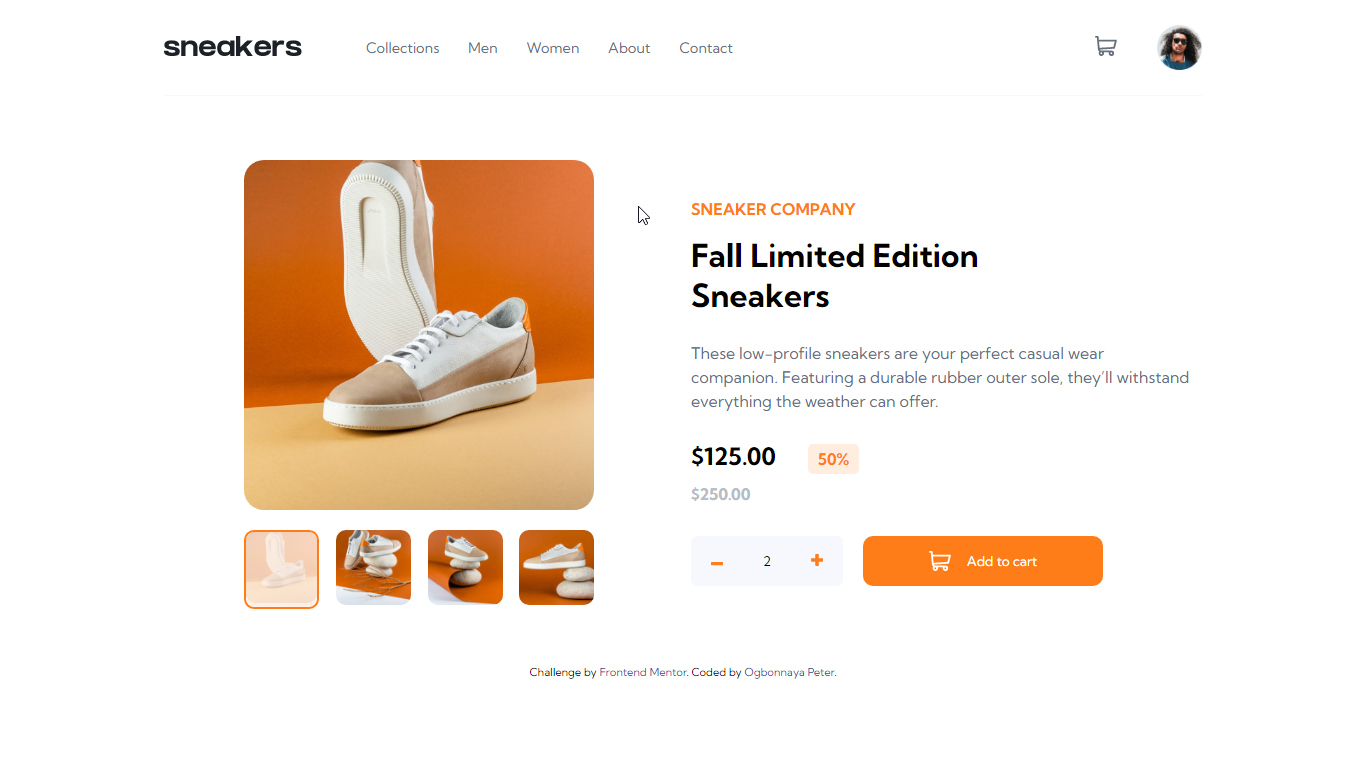 sneakers
Collections Men Women About Contact
SNEAKER COMPANY
Fall Limited Edition
Sneakers
These low-profile sneakers are your perfect casual wear
companion. Featuring a durable rubber outer sole, they’ll withstand
everything the weather can offer.
$125.00 50%
$250.00
2
Add to cart
Challenge by Frontend Mentor. Coded by Ogbonnaya Peter.